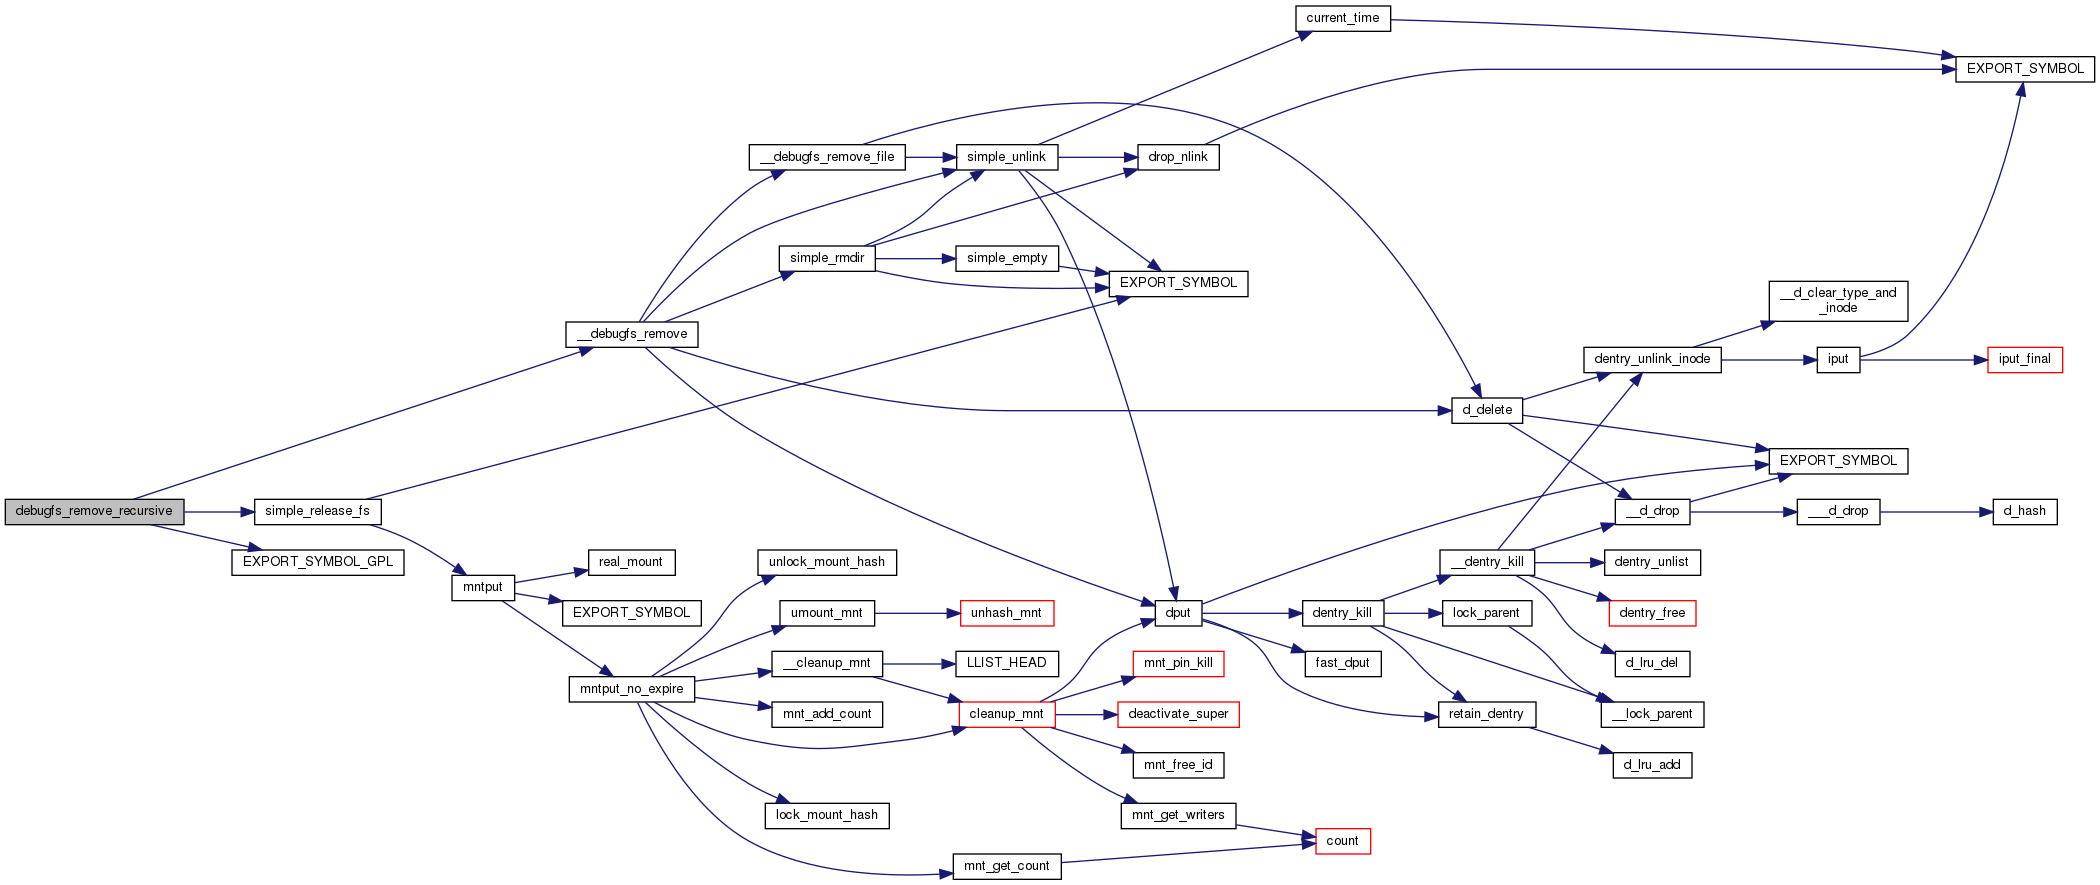 current_time
EXPORT_SYMBOL
__debugfs_remove_file
simple_unlink
drop_nlink
simple_rmdir
simple_empty
EXPORT_SYMBOL
__d_clear_type_and
_inode
__debugfs_remove
dentry_unlink_inode
iput
iput_final
d_delete
EXPORT_SYMBOL
debugfs_remove_recursive
simple_release_fs
__d_drop
___d_drop
d_hash
EXPORT_SYMBOL_GPL
real_mount
unlock_mount_hash
__dentry_kill
dentry_unlist
mntput
EXPORT_SYMBOL
umount_mnt
unhash_mnt
dput
dentry_kill
lock_parent
dentry_free
__cleanup_mnt
LLIST_HEAD
mnt_pin_kill
fast_dput
d_lru_del
mntput_no_expire
mnt_add_count
cleanup_mnt
deactivate_super
retain_dentry
__lock_parent
mnt_free_id
d_lru_add
lock_mount_hash
mnt_get_writers
count
mnt_get_count